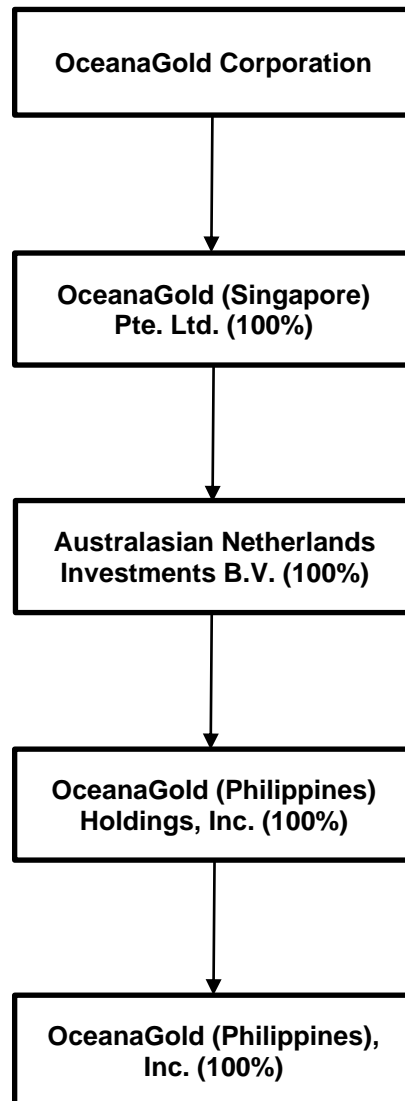 OceanaGold Corporation
OceanaGold (Singapore)
Pte. Ltd. (100%)
Australasian Netherlands
Investments B.V. (100%)
OceanaGold (Philippines)
Holdings, Inc. (100%)
OceanaGold (Philippines),
Inc. (100%)